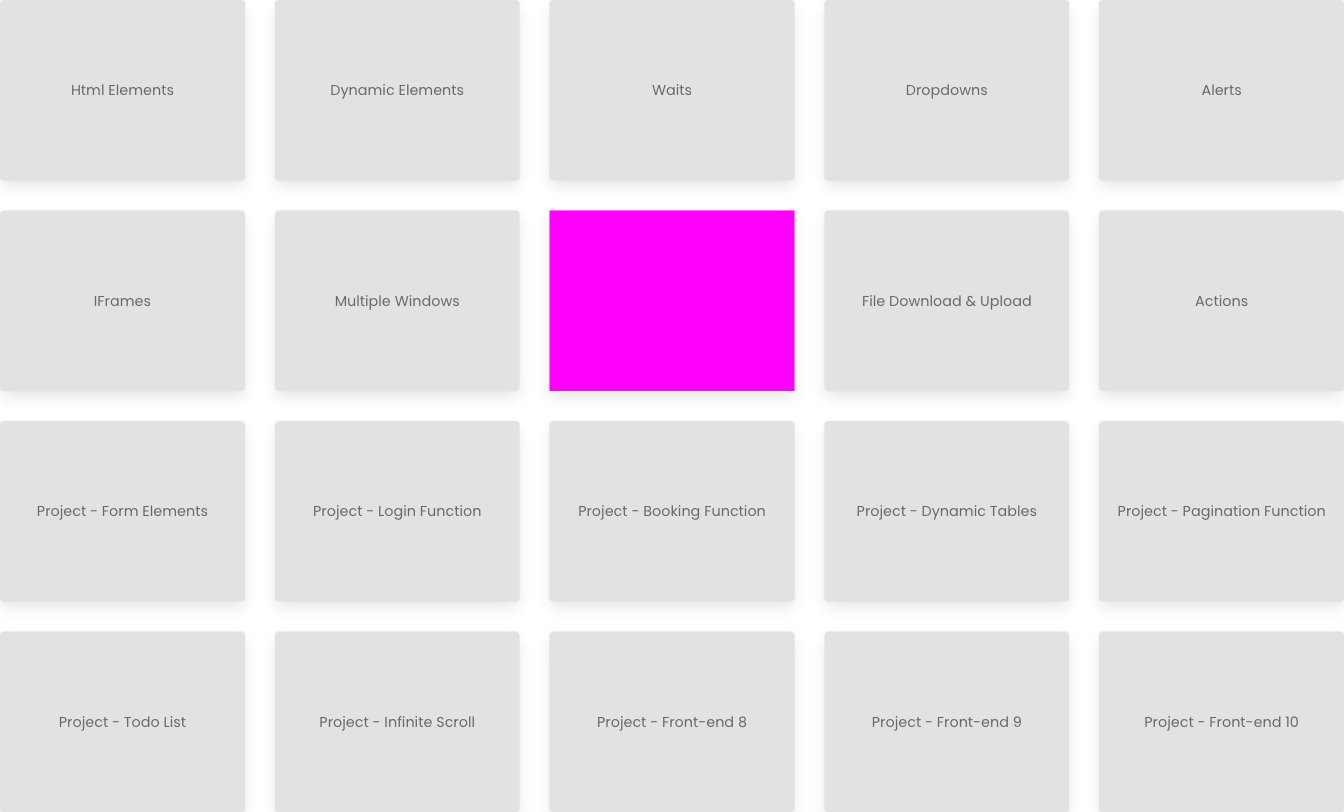 Html Elements
Dynamic Elements
Waits
Dropdowns
Alerts
IFrames
Multiple Windows
File Download & Upload
Actions
Project - Form Elements
Project - Login Function
Project - Booking Function
Project - Dynamic Tables
Project - Pagination Function
Project - Todo List
Project - Infinite Scroll
Project - Front-end 8
Project - Front-end 9
Project - Front-end 10